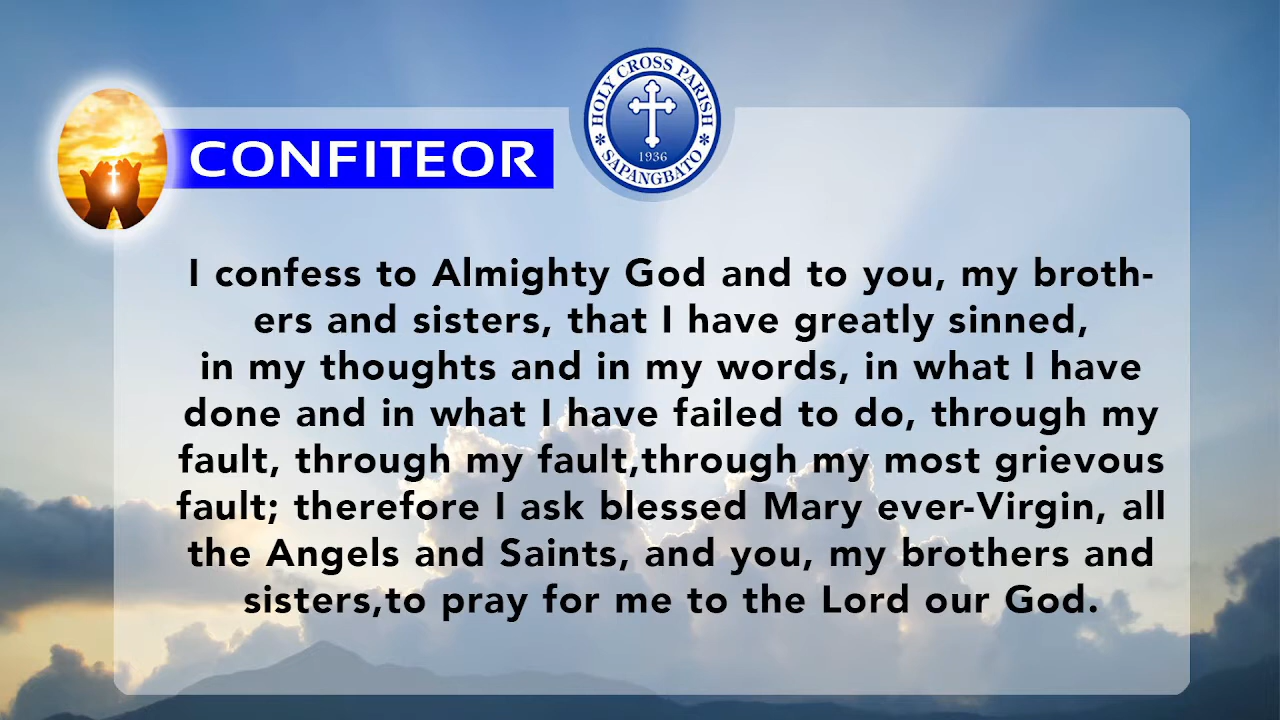 HOLY CROSS PARISH
1936
SAPANGBATO
CONFITEOR
I confess to Almighty God and to you, my broth-
ers and sisters, that I have greatly sinned,
in my thoughts and in my words, in what I have
done and in what I have failed to do, through my
fault, through my fault,through my most grievous
fault; therefore I ask blessed Mary ever-Virgin, all
the Angels and Saints, and you, my brothers and
sisters,to pray for me to the Lord our God.